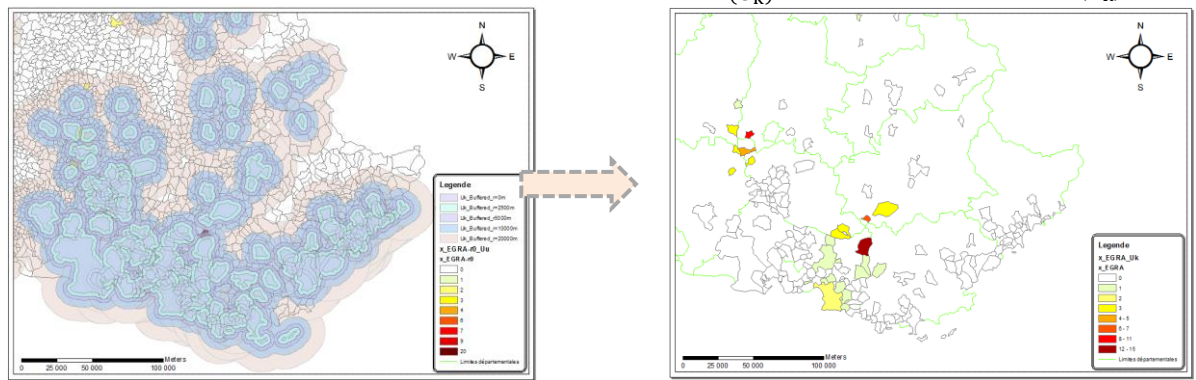 (U
N
W E
S
Legende
Uk_Buffered_r=0m
Uk_Buffered_r=2500m
Uk_Buffered_r5000m
Uk_Buffered_r=10000m
Uk_Buffered_r=20000m
x_EGRA-r0_Uu
x_EGRA-r0
0
1
2
3
4
6
7
9
20
Limites départementales
Meters
0 25 000 50 000 100 000
N
W E
S
Legende
x_EGRA_Uk
x_EGRA
0
1
2
3
4 - 5
6 - 7
8 - 11
12 - 15
Limites départementales
Meters
0 25 000 50 000 100 000